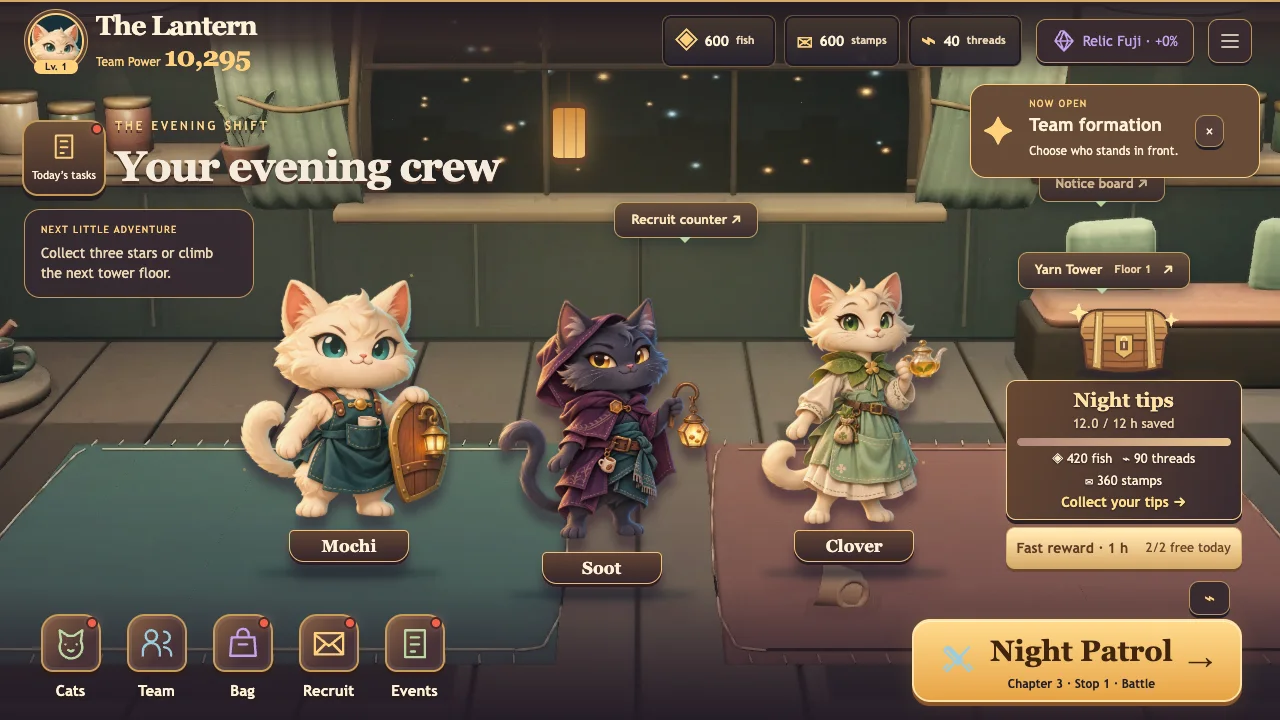 The Lantern
Lv. 1
Team Power 10,295
600 fish
600 stamps
40 threads
Relic Fuji · +0%
NOW OPEN
Team formation
Choose who stands in front.
×
Today's tasks
THE EVENING SHIFT
Your evening crew
Notice board ↗
NEXT LITTLE ADVENTURE
Collect three stars or climb
the next tower floor.
Recruit counter ↗
Yarn Tower Floor 1 ↗
Night tips
12.0 / 12 h saved
420 fish 90 threads
360 stamps
Collect your tips →
Fast reward · 1 h 2/2 free today
Mochi
Soot
Clover
Night Patrol →
Chapter 3 · Stop 1 · Battle
Cats
Team
Bag
Recruit
Events